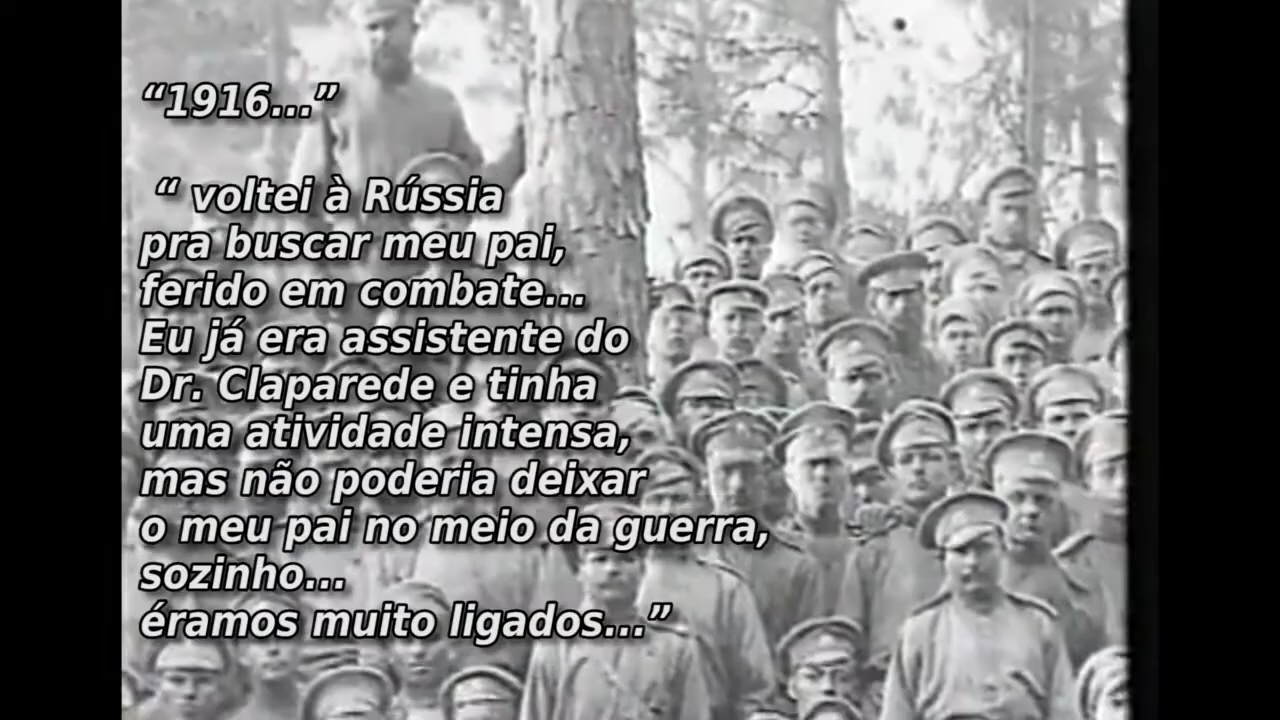 “1916...”
“ voltei à Rússia
pra buscar meu pai,
ferido em combate...
Eu já era assistente do
Dr. Claparede e tinha
uma atividade intensa,
mas não poderia deixar
o meu pai no meio da guerra,
sozinho...
éramos muito ligados...”